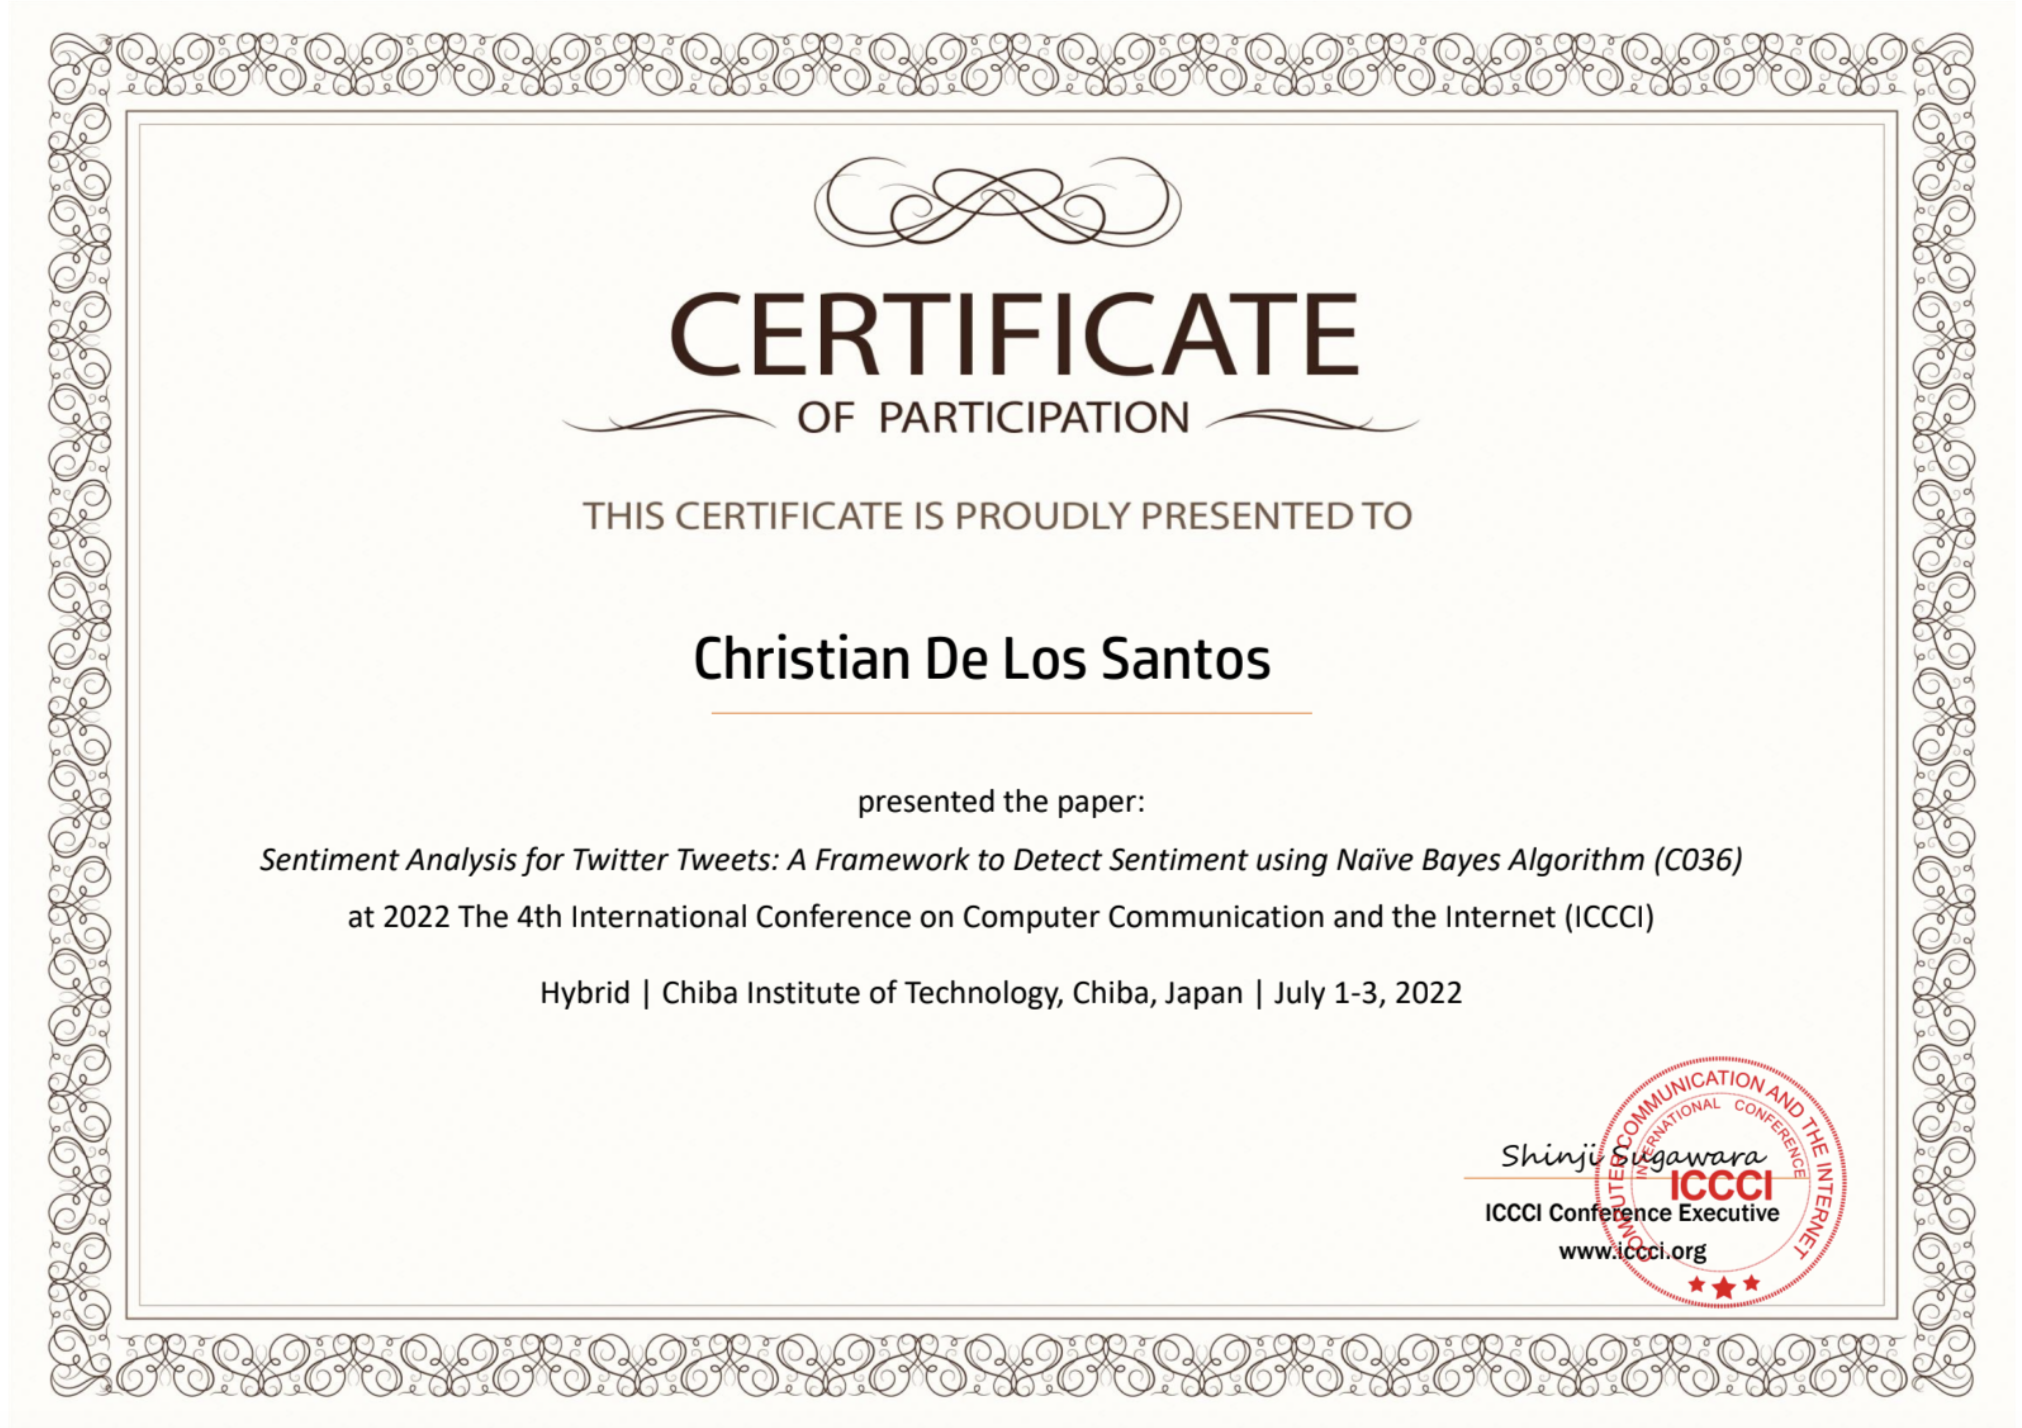 CERTIFICATE
OF PARTICIPATION
THIS CERTIFICATE IS PROUDLY PRESENTED TO
Christian De Los Santos
presented the paper:
Sentiment Analysis for Twitter Tweets: A Framework to Detect Sentiment using Naïve Bayes Algorithm (C036)
at 2022 The 4th International Conference on Computer Communication and the Internet (ICCCI)
Hybrid | Chiba Institute of Technology, Chiba, Japan | July 1-3, 2022
Shinji Sugawara
ICCCI Conference Executive
www.iccci.org
COMPUTER COMMUNICATION AND THE INTERNET
INTERNATIONAL CONFERENCE
ICCCI